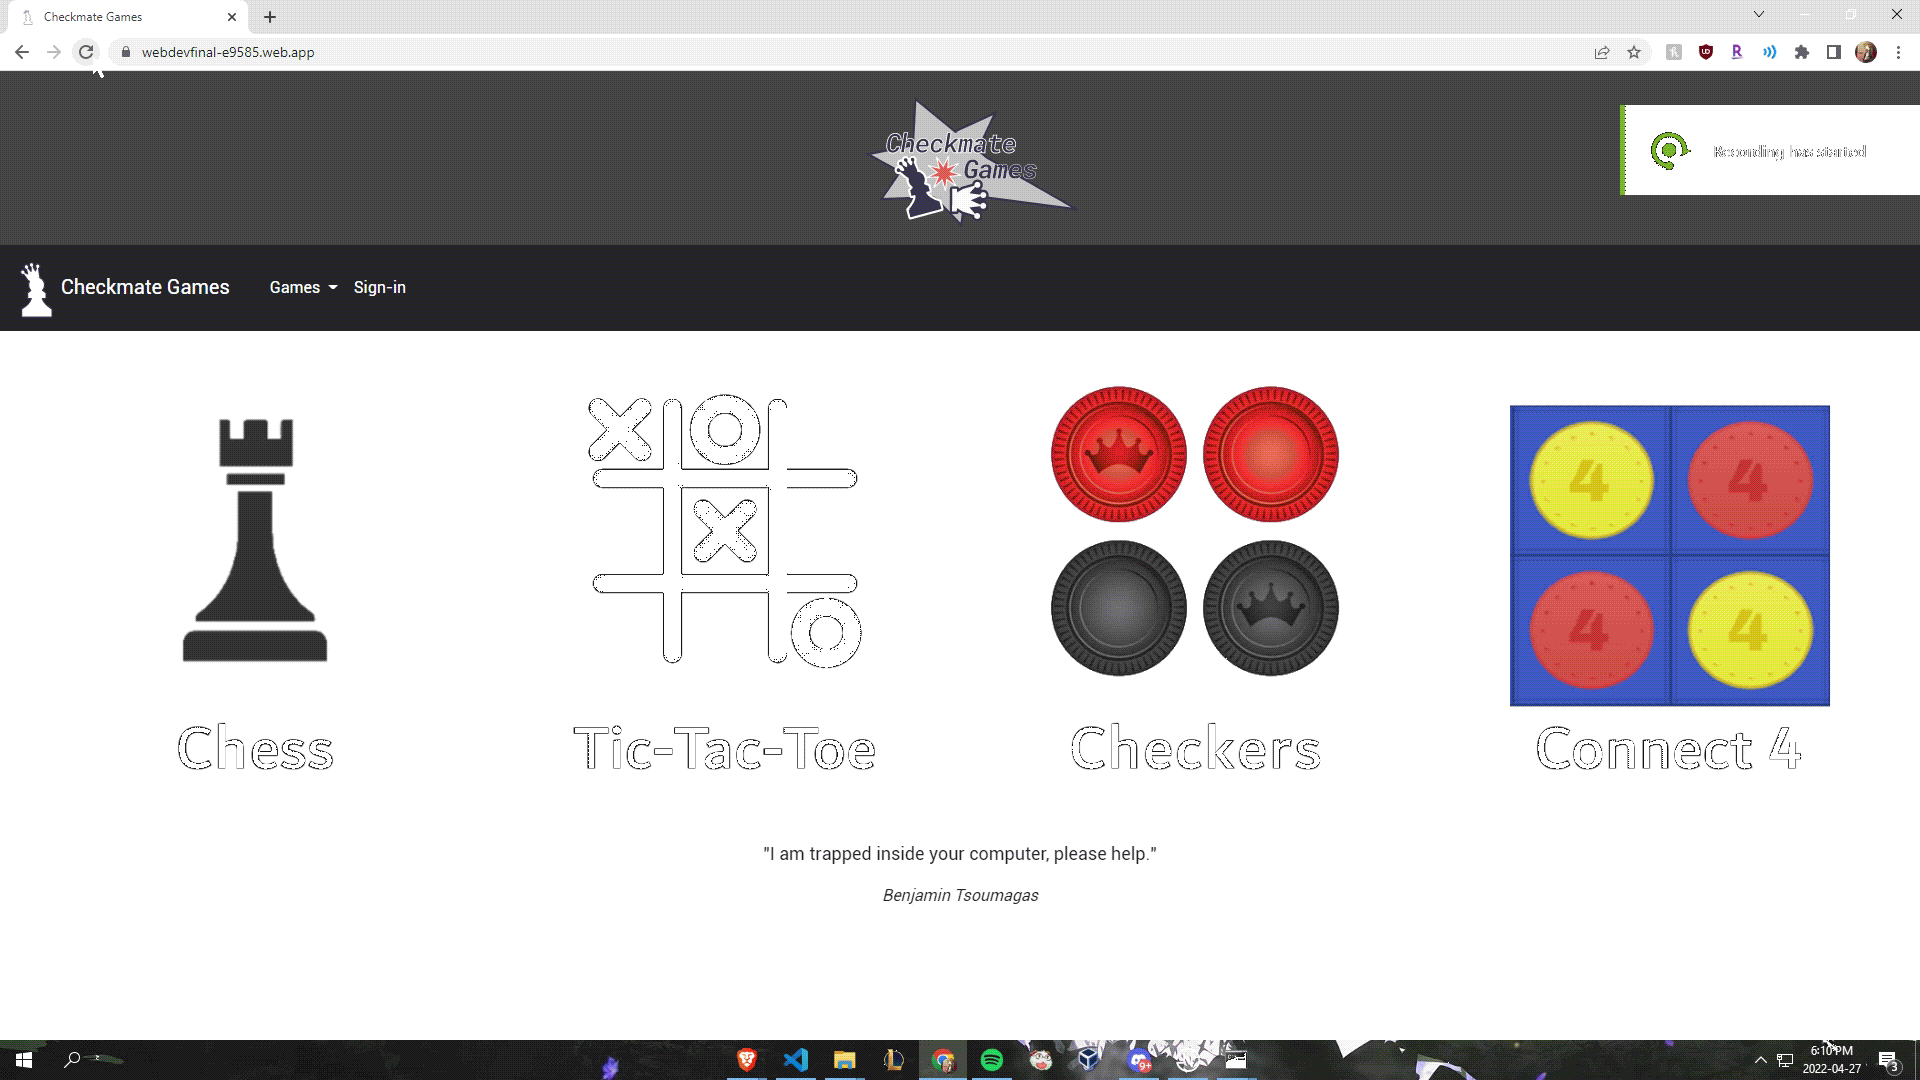 Checkmate Games
webdevfinal-e9585.web.app
Checkmate
Games
Recording has started
Checkmate Games
Games
Sign-in
4
4
4
4
Chess
Tic-Tac-Toe
Checkers
Connect 4
"I am trapped inside your computer, please help."
Benjamin Tsoumagas
9+
6:10 PM
2022-04-27
3